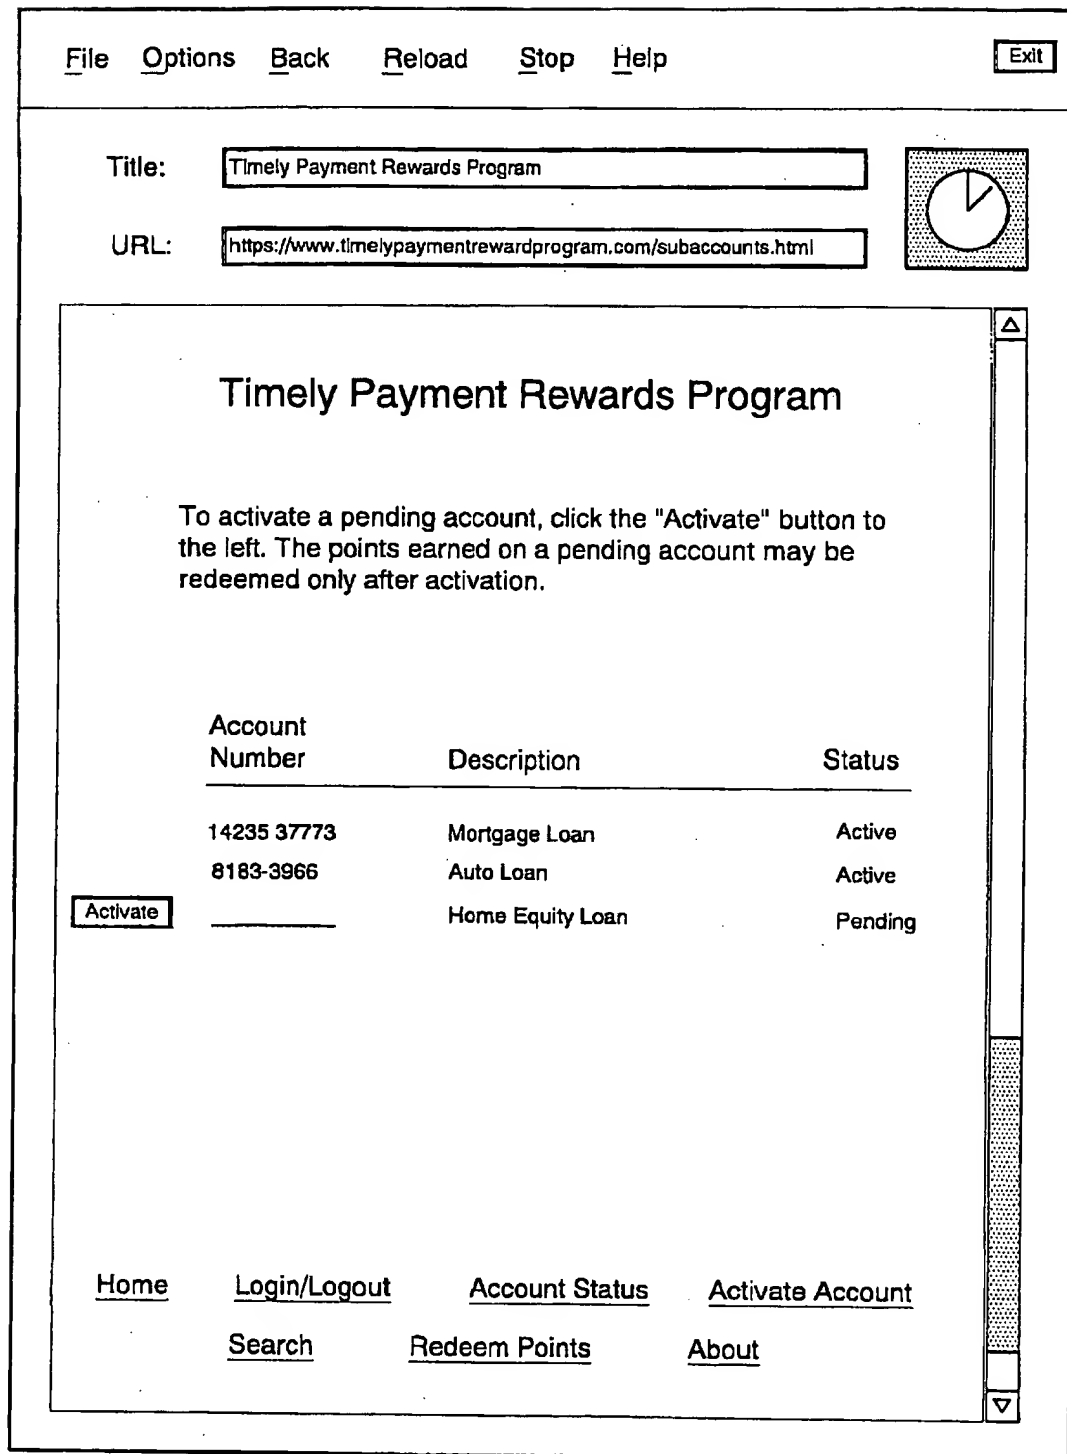 File Options Back Reload Stop Help Exit
Title: Timely Payment Rewards Program
URL: https://www.timelypaymentrewardprogram.com/subaccounts.html
Timely Payment Rewards Program
To activate a pending account, click the "Activate" button to
the left. The points earned on a pending account may be
redeemed only after activation.
Account
Number Description Status
14235 37773 Mortgage Loan Active
8183-3966 Auto Loan Active
Activate Home Equity Loan Pending
Home Login/Logout Account Status Activate Account
Search Redeem Points About